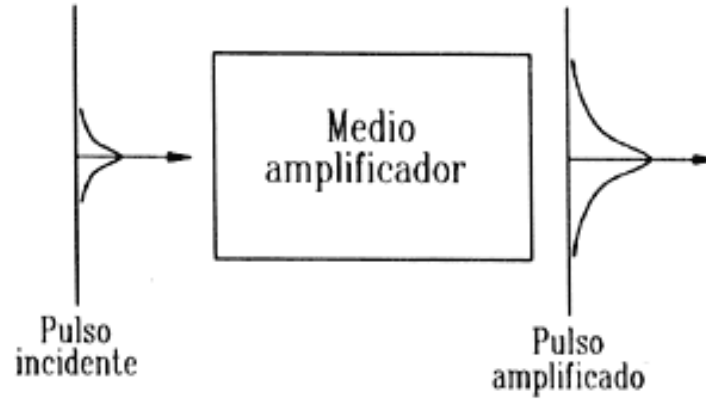 Medio
amplificador
Pulso
incidente
Pulso
amplificado